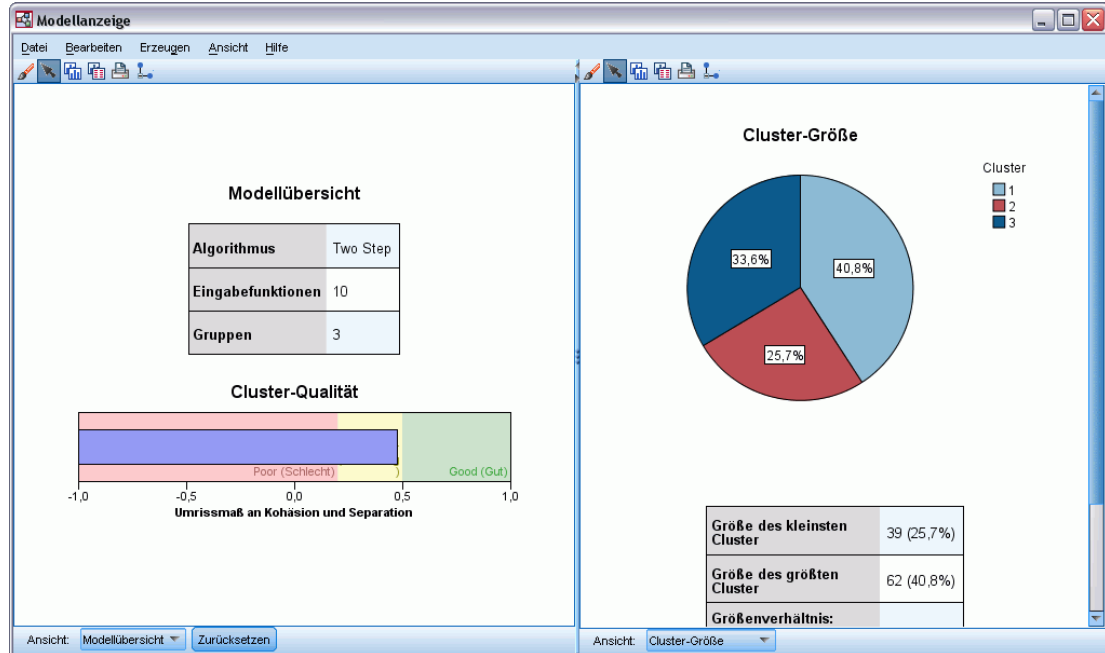 Modellanzeige
Datei Bearbeiten Erzeugen Ansicht Hilfe
Modellübersicht
Algorithmus Two Step
Eingabefunktionen 10
Gruppen 3
Cluster-Qualität
Poor (Schlecht) ) Good (Gut)
-1,0 -0,5 0,0 0,5 1,0
Umrissmaß an Kohäsion und Separation
Ansicht: Modellübersicht Zurücksetzen
Cluster-Größe
Cluster
1
2
3
33,6%
40,8%
25,7%
Größe des kleinsten
Cluster
39 (25,7%)
Größe des größten
Cluster
62 (40,8%)
Größenverhältnis:
Ansicht: Cluster-Größe